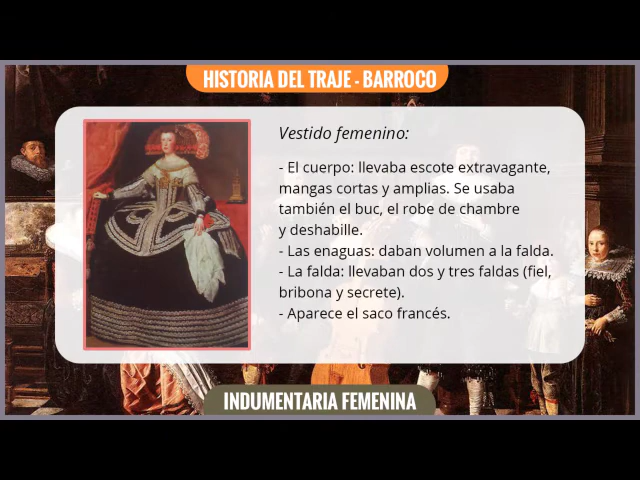 HISTORIA DEL TRAJE - BARROCO
Vestido femenino:
- El cuerpo: llevaba escote extravagante,
mangas cortas y amplias. Se usaba
también el buc, el robe de chambre
y deshabille.
- Las enaguas: daban volumen a la falda.
- La falda: llevaban dos y tres faldas (fiel,
bribona y secrete).
- Aparece el saco francés.
INDUMENTARIA FEMENINA